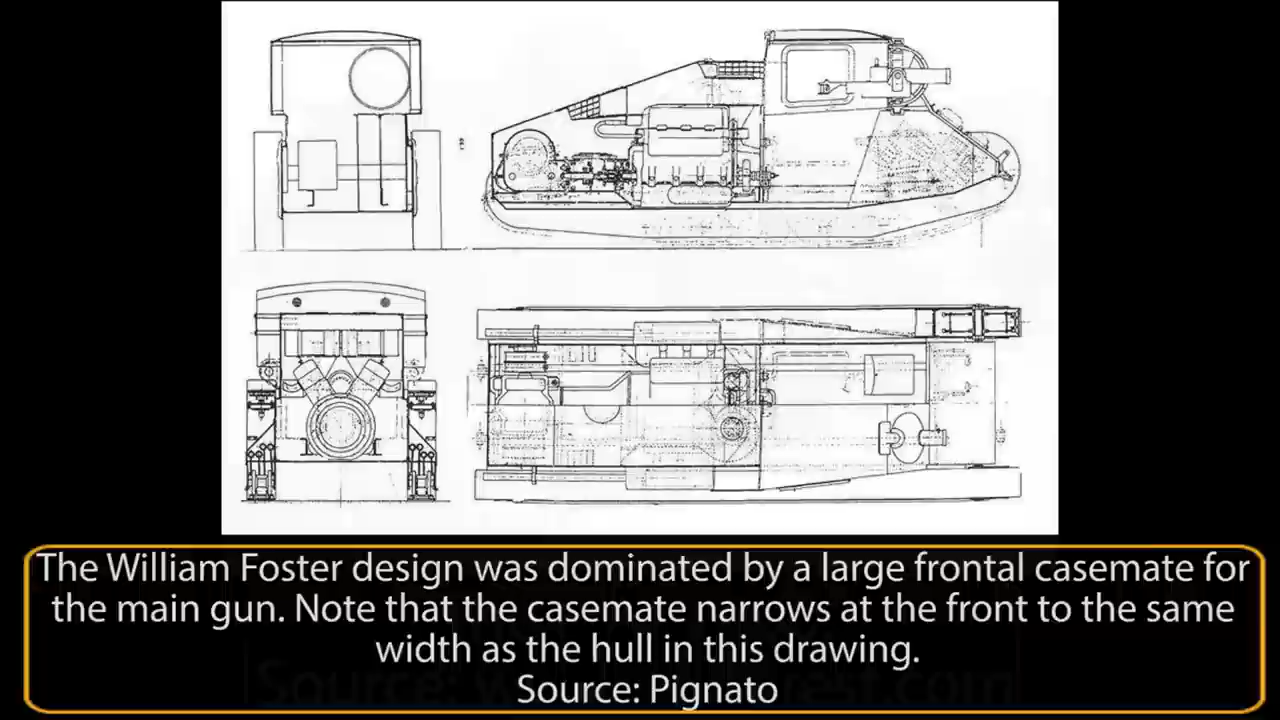 The William Foster design was dominated by a large frontal casemate for
the main gun. Note that the casemate narrows at the front to the same
width as the hull in this drawing.
Source: Pignato